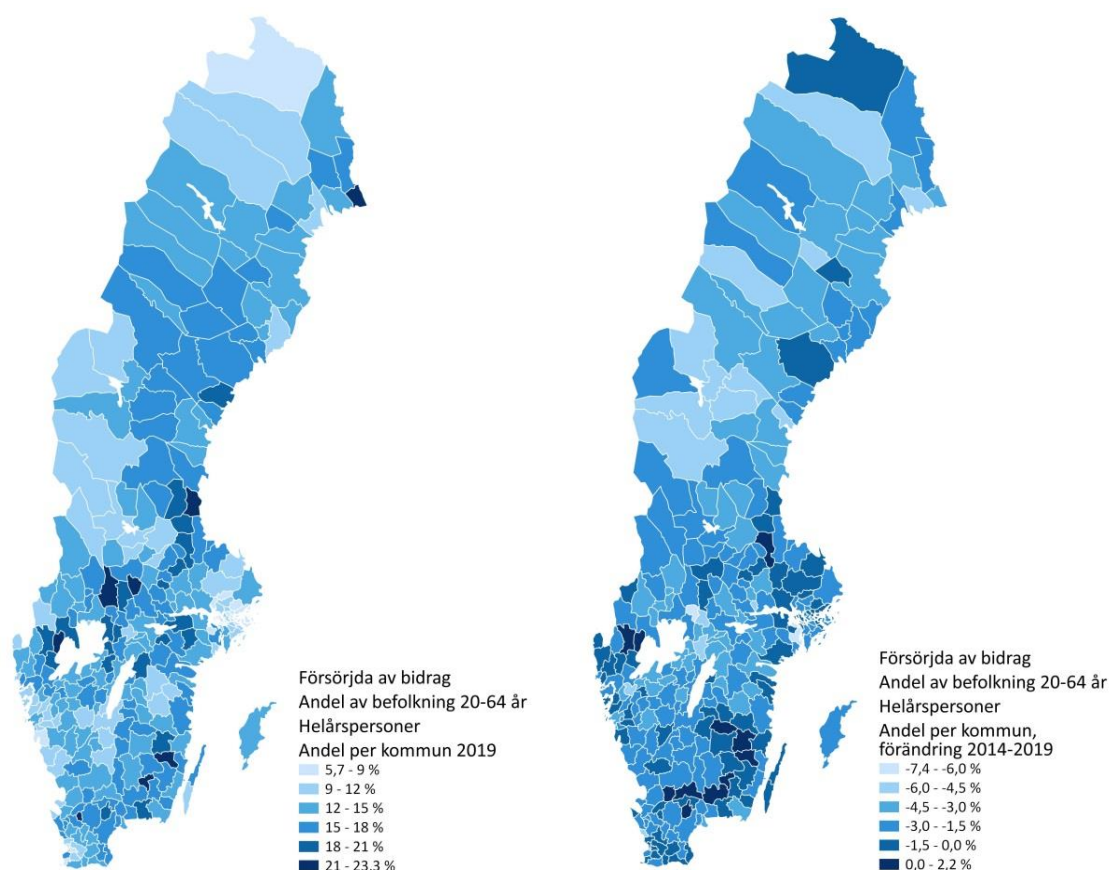 Försörjda av bidrag
Andel av befolkning 20-64 år
Helårspersoner
Andel per kommun 2019
5,7 - 9 %
9 - 12 %
12 - 15 %
15 - 18 %
18 - 21 %
21 - 23,3 %
Försörjda av bidrag
Andel av befolkning 20-64 år
Helårspersoner
Andel per kommun,
förändring 2014-2019
-7,4 - -6,0 %
-6,0 - -4,5 %
-4,5 - -3,0 %
-3,0 - -1,5 %
-1,5 - 0,0 %
0,0 - 2,2 %